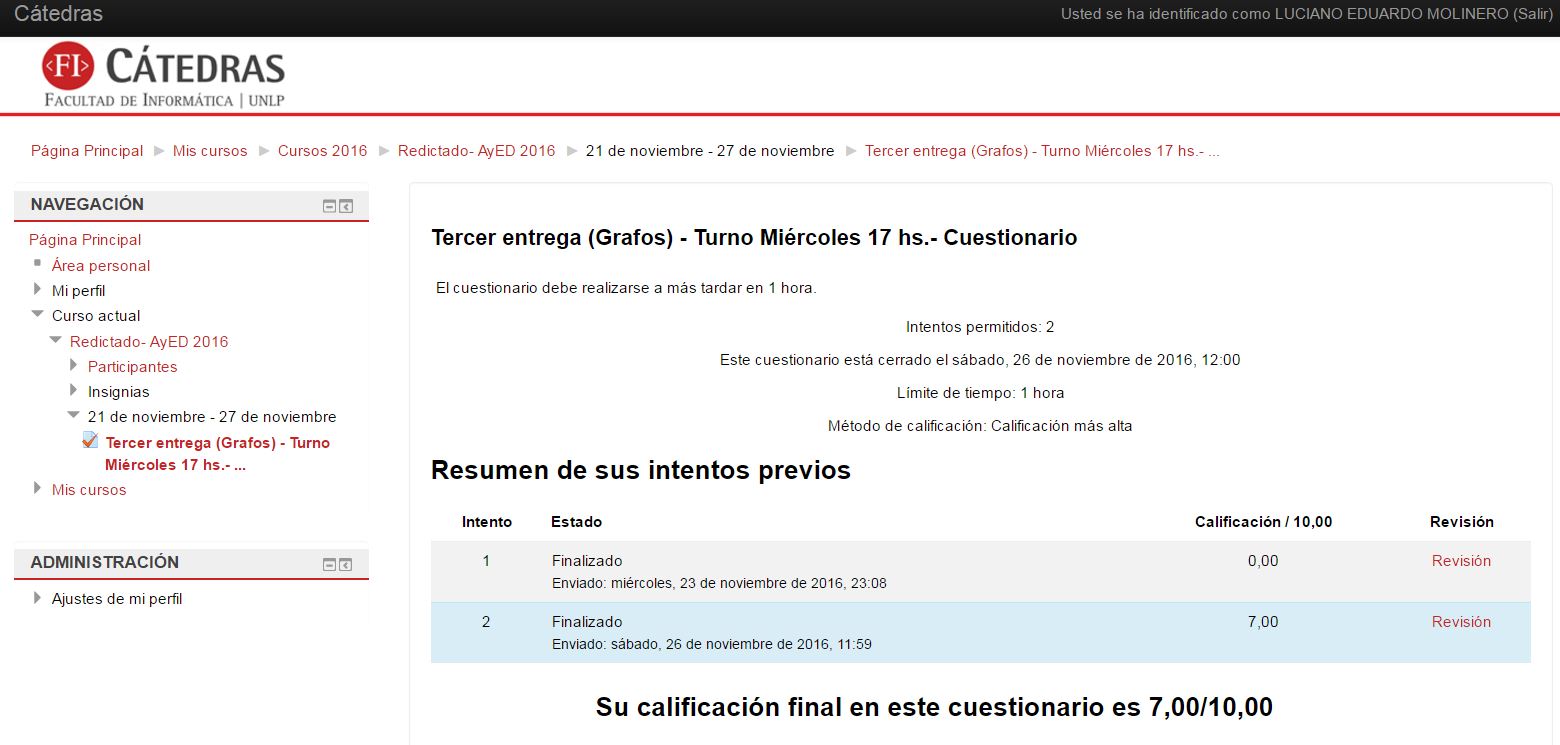 Cátedras
Usted se ha identificado como LUCIANO EDUARDO MOLINERO (Salir)
<FI> CÁTEDRAS
FACULTAD DE INFORMÁTICA | UNLP
Página Principal Mis cursos Cursos 2016 Redictado- AyED 2016 21 de noviembre - 27 de noviembre Tercer entrega (Grafos) - Turno Miércoles 17 hs.- ...
NAVEGACIÓN
Página Principal
Área personal
Mi perfil
Curso actual
Redictado- AyED 2016
Participantes
Insignias
21 de noviembre - 27 de noviembre
Tercer entrega (Grafos) - Turno
Miércoles 17 hs.- ...
Mis cursos
ADMINISTRACIÓN
Ajustes de mi perfil
Tercer entrega (Grafos) - Turno Miércoles 17 hs.- Cuestionario
El cuestionario debe realizarse a más tardar en 1 hora.
Intentos permitidos: 2
Este cuestionario está cerrado el sábado, 26 de noviembre de 2016, 12:00
Límite de tiempo: 1 hora
Método de calificación: Calificación más alta
Resumen de sus intentos previos
Intento Estado Calificación / 10,00 Revisión
1 Finalizado 0,00 Revisión
Enviado: miércoles, 23 de noviembre de 2016, 23:08
2 Finalizado 7,00 Revisión
Enviado: sábado, 26 de noviembre de 2016, 11:59
Su calificación final en este cuestionario es 7,00/10,00